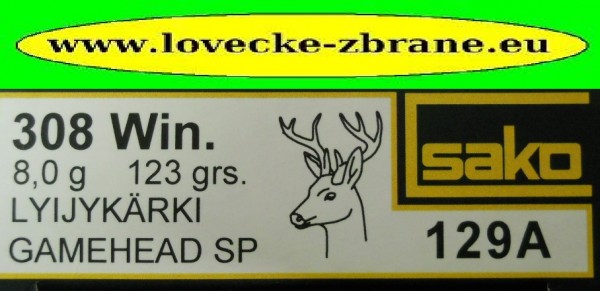 www.lovecke-zbrane.eu
308 Win.
8,0 g 123 grs.
LYIJYKÄRKI
GAMEHEAD SP
sako
129A